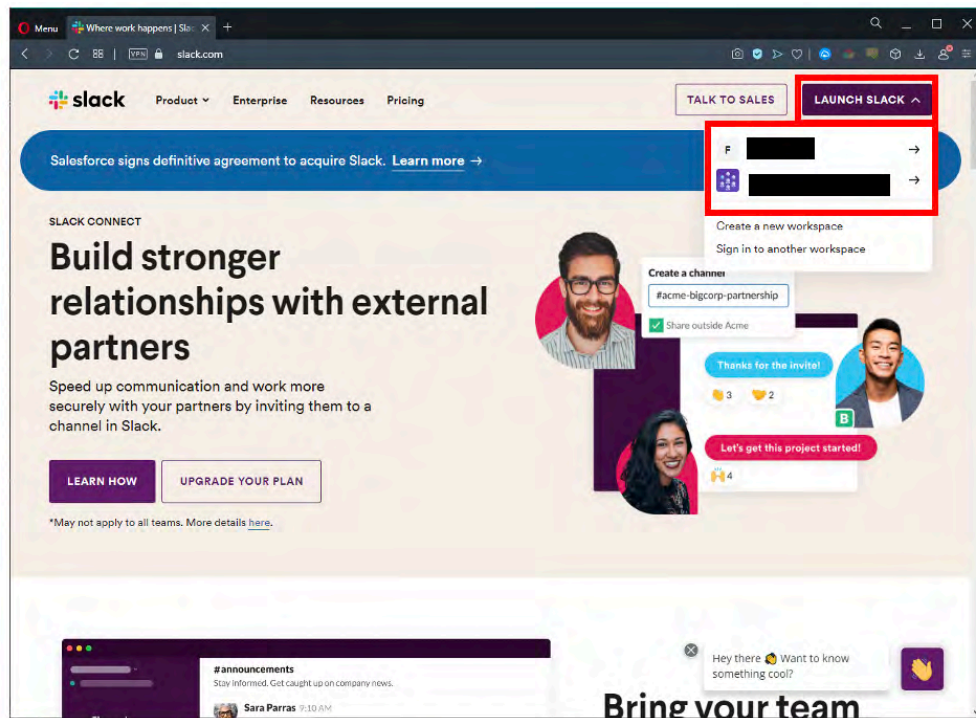 Menu
Where work happens | Sla
VPN
slack.com
slack Product Enterprise Resources Pricing TALK TO SALES LAUNCH SLACK
Salesforce signs definitive agreement to acquire Slack. Learn more →
F
Create a new workspace
Sign in to another workspace
SLACK CONNECT
Build stronger
relationships with external
partners
Speed up communication and work more
securely with your partners by inviting them to a
channel in Slack.
LEARN HOW UPGRADE YOUR PLAN
*May not apply to all teams. More details here.
Create a channel
#acme-bigcorp-partnership
Share outside Acme
Thanks for the invite!
3 2
B
Let's get this project started!
4
#announcements
Stay informed. Get caught up on company news.
Sara Parras 9:10 AM
Hey there Want to know
something cool?
Bring your team